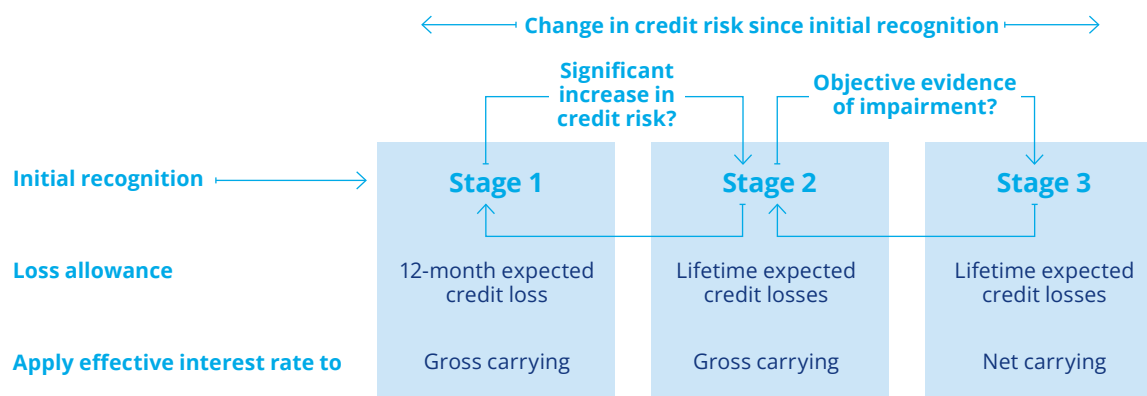 Change in credit risk since initial recognition
Significant
increase in
credit risk?
Objective evidence
of impairment?
Initial recognition
Stage 1
Stage 2
Stage 3
Loss allowance
12-month expected
credit loss
Lifetime expected
credit losses
Lifetime expected
credit losses
Apply effective interest rate to
Gross carrying
Gross carrying
Net carrying